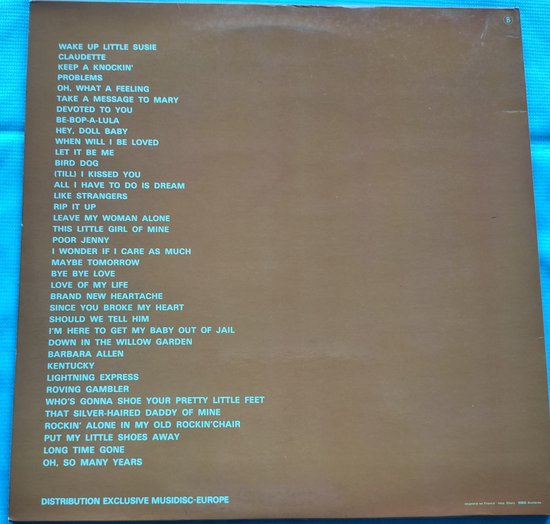 B
WAKE UP LITTLE SUSIE
CLAUDETTE
KEEP A KNOCKIN'
PROBLEMS
OH, WHAT A FEELING
TAKE A MESSAGE TO MARY
DEVOTED TO YOU
BE-BOP-A-LULA
HEY, DOLL BABY
WHEN WILL I BE LOVED
LET IT BE ME
BIRD DOG
(TILL) I KISSED YOU
ALL I HAVE TO DO IS DREAM
LIKE STRANGERS
RIP IT UP
LEAVE MY WOMAN ALONE
THIS LITTLE GIRL OF MINE
POOR JENNY
I WONDER IF I CARE AS MUCH
MAYBE TOMORROW
BYE BYE LOVE
LOVE OF MY LIFE
BRAND NEW HEARTACHE
SINCE YOU BROKE MY HEART
SHOULD WE TELL HIM
I'M HERE TO GET MY BABY OUT OF JAIL
DOWN IN THE WILLOW GARDEN
BARBARA ALLEN
KENTUCKY
LIGHTNING EXPRESS
ROVING GAMBLER
WHO'S GONNA SHOE YOUR PRETTY LITTLE FEET
THAT SILVER-HAIRED DADDY OF MINE
ROCKIN' ALONE IN MY OLD ROCKIN'CHAIR
PUT MY LITTLE SHOES AWAY
LONG TIME GONE
OH, SO MANY YEARS
DISTRIBUTION EXCLUSIVE MUSIDISC-EUROPE